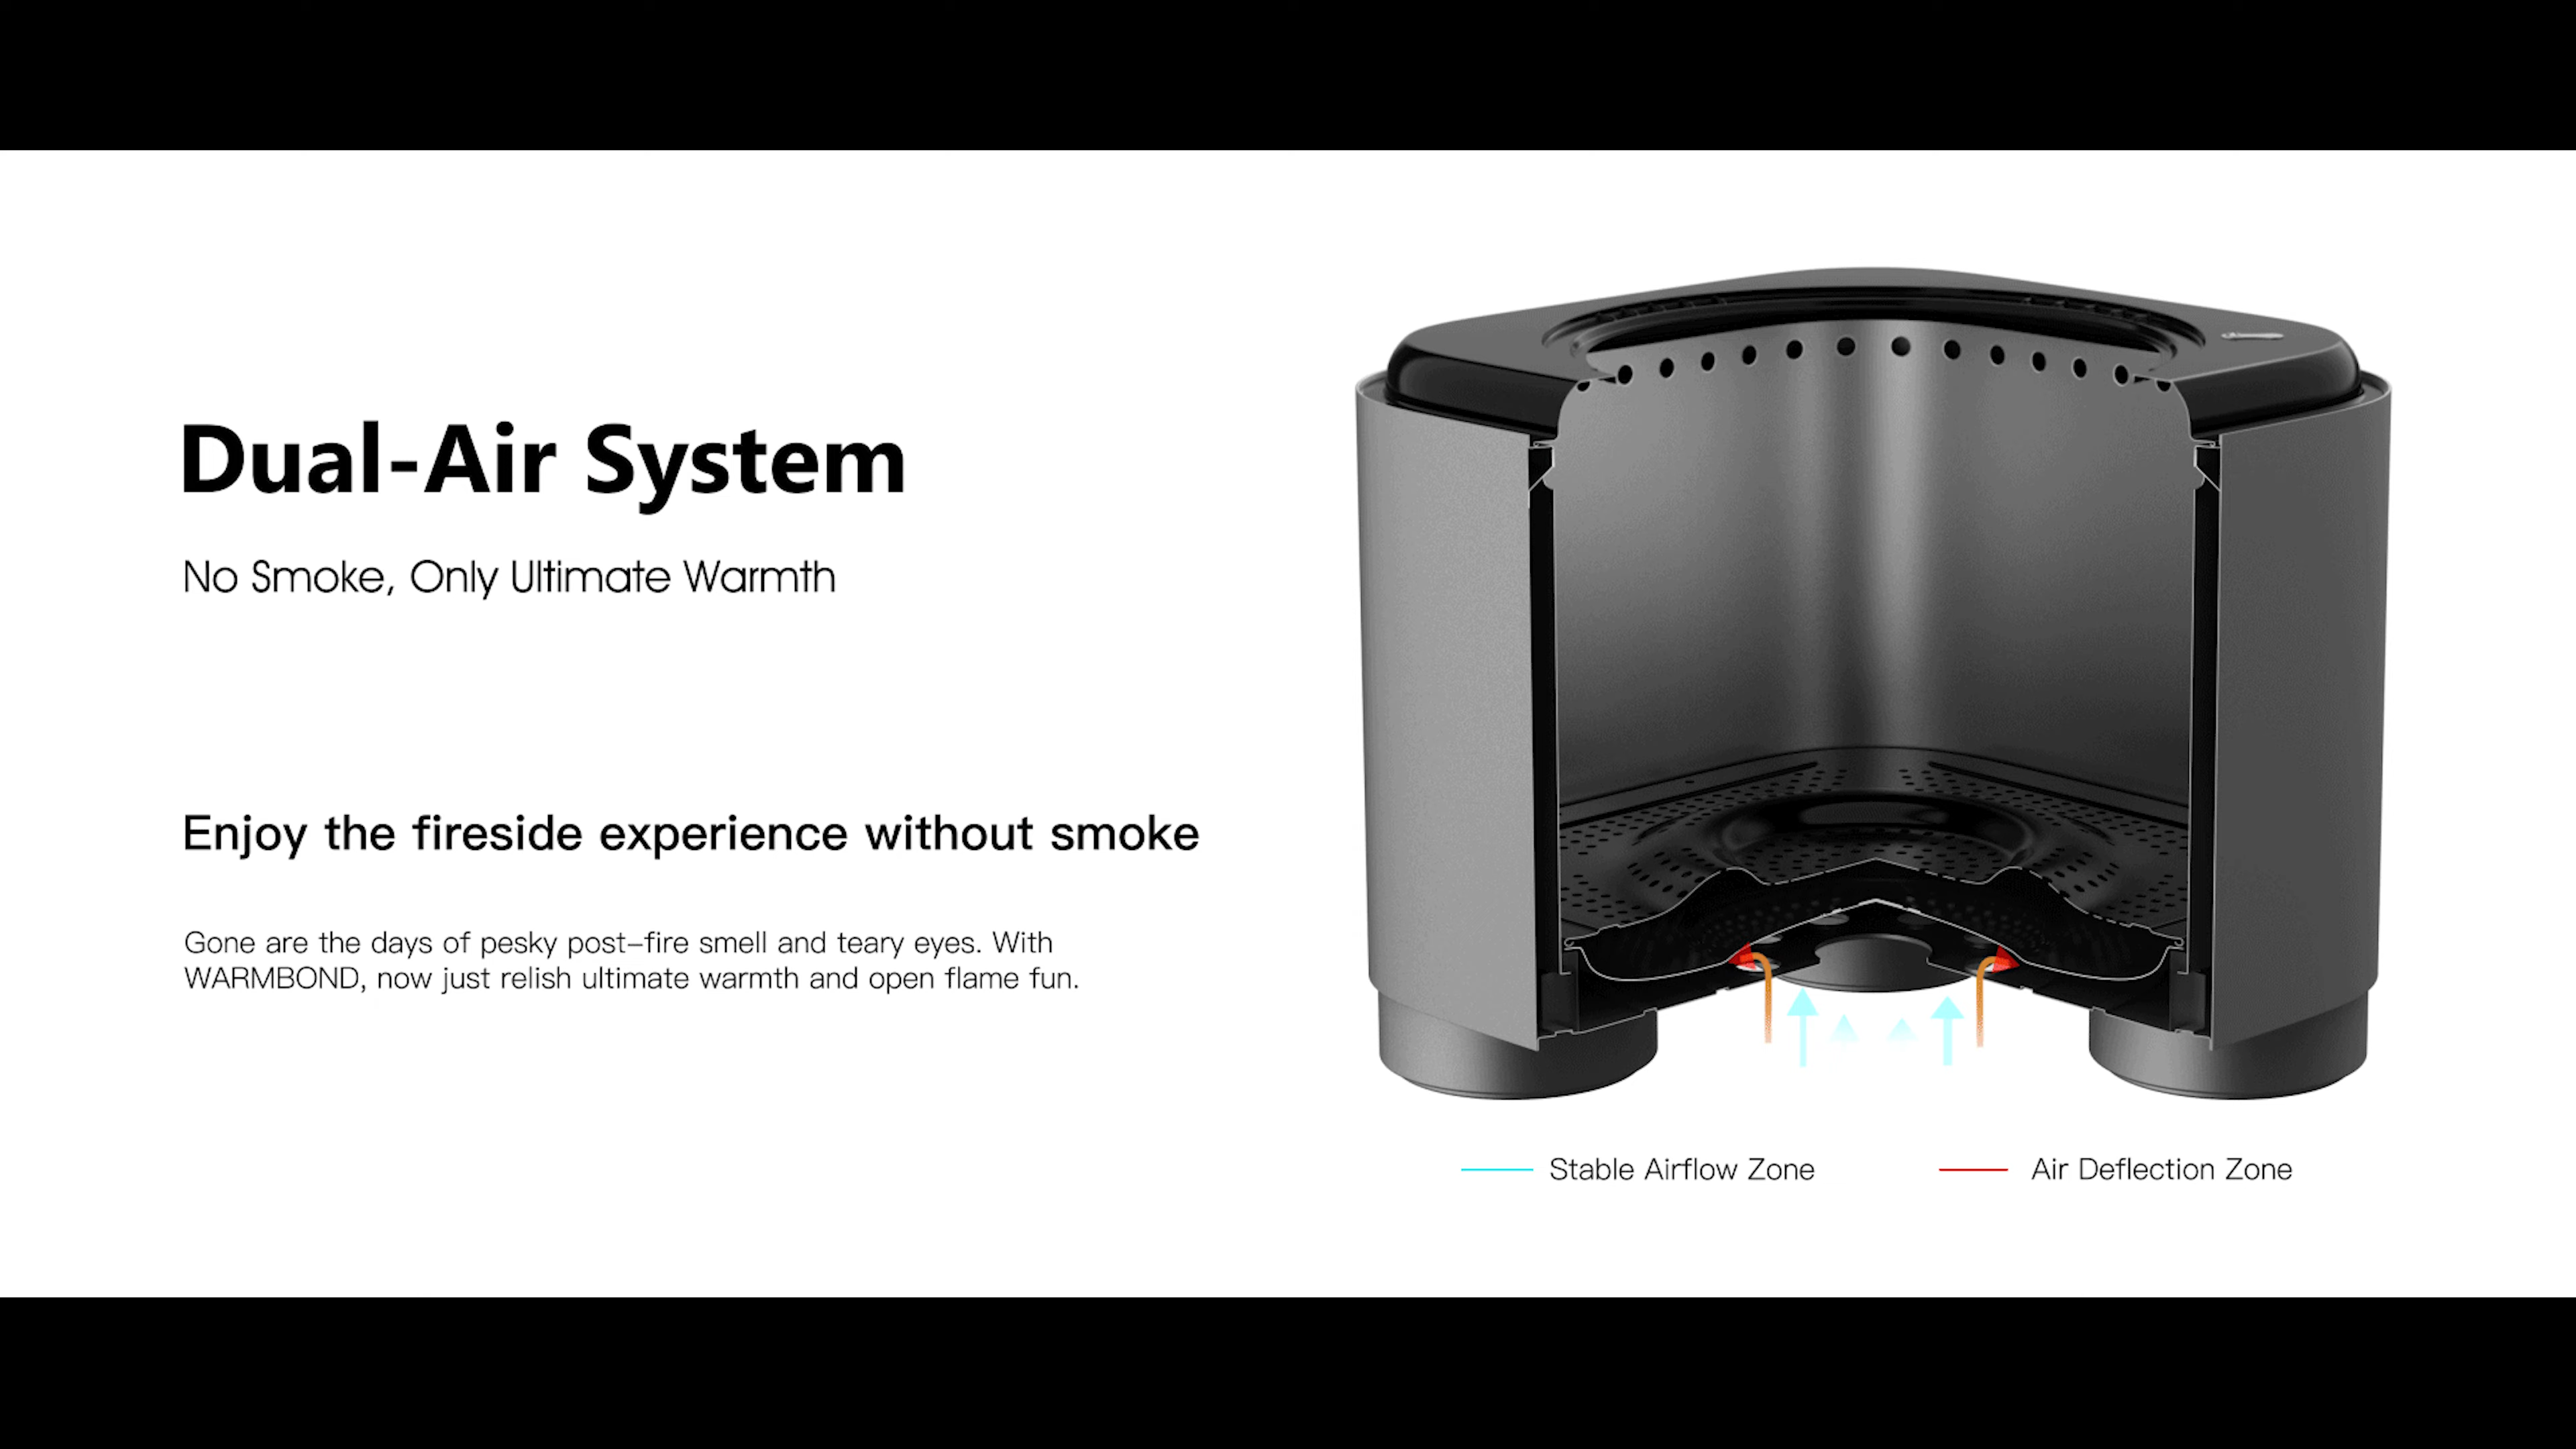 Dual-Air System
No Smoke, Only Ultimate Warmth
Enjoy the fireside experience without smoke
Gone are the days of pesky post–fire smell and teary eyes. With
WARMBOND, now just relish ultimate warmth and open flame fun.
Stable Airflow Zone
Air Deflection Zone